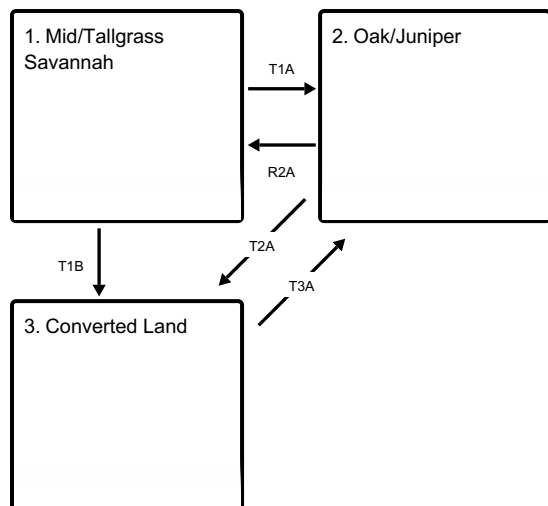 1. Mid/Tallgrass
Savannah
2. Oak/Juniper
T1A
R2A
T2A
T1B
T3A
3. Converted Land